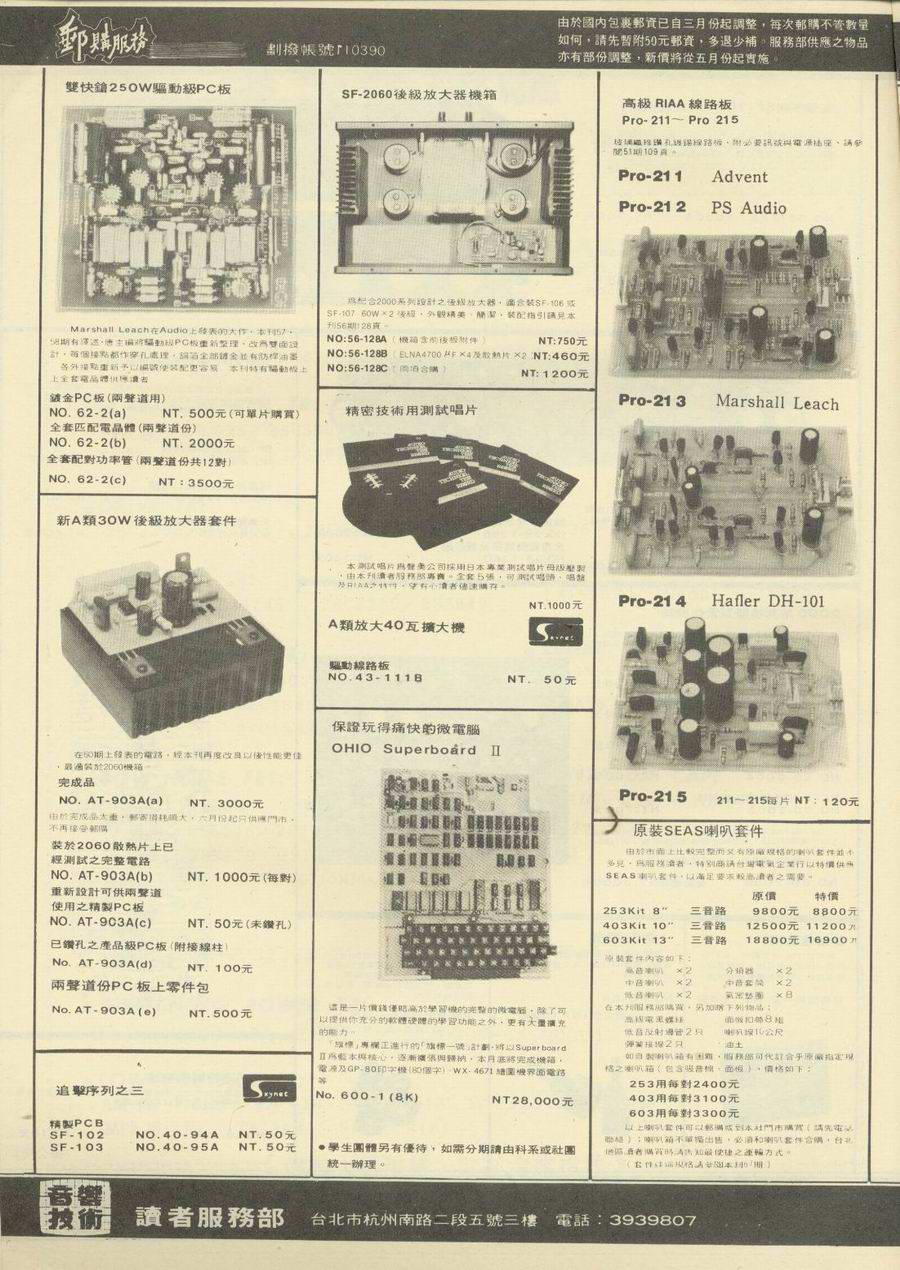 郵購服務
劃撥帳號110390
由於國内包裹郵資已自三月份起調整，每次郵購不管數量
如何，請先暫附50元郵資，多退少補。服務部供應之物品
亦有部份調整，新價將從五月份起實施。
雙快鎗250W驅動級PC板
Marshall Leach在Audio上發表的大作，本刊57，
58期有譯述，唐主編將驅動級PC板重新整理，改為雙面設
計，每個接點都作穿孔處理，銅箔全部鍍金並有防桿油墨
各外接點重新予以編號使裝配更容易 本刊特有驅動板上
上全套電晶體供應讀者
鍍金PC板(兩聲道用)
NO. 62-2(a) NT. 500元(可單片購買)
全套匹配電晶體(兩聲道份)
NO. 62-2(b) NT. 2000元
全套配對功率管(兩聲道份共12對)
NO. 62-2(c) NT：3500元
新A類30W後級放大器套件
在50期上發表的電路，經本刊再度改良以後性能更佳
，最適裝於2060機箱。
完成品
NO. AT-903A(a) NT. 3000元
由於完成品太重，郵寄損耗頗大，六月份起只供應門市，
不再接受郵購
裝於2060散熱片上已
經測試之完整電路
NO. AT-903A(b) NT. 1000元(每對)
重新設計可供兩聲道
使用之精製PC板
NO. AT-903A(c) NT. 50元(未鑽孔)
已鑽孔之產品級PC板(附接線柱)
No. AT-903A(d) NT. 100元
兩聲道份PC板上零件包
No. AT-903A(e) NT. 500元
追擊序列之三
Skynet
精製PCB
SF-102 NO.40-94A NT. 50元
SF-103 NO.40-95A NT. 50元
SF-2060後級放大器機箱
為配合2000系列設計之後級放大器，適合裝SF-106或
SF-107 60W×2後級，外觀精美、簡潔，裝配指引請見本
刊56期128頁。
NO:56-128A (機箱含前後板附件) NT:750元
NO:56-128B (ELNA4700μF×4及散熱片×2) NT:460元
NO:56-128C (兩項合購) NT: 1200元
精密技術用測試唱片
本測試唱片為聲美公司採用日本專業測試唱片母版壓製
，由本刊讀者服務部專賣。全套5張，可測試唱頭、唱盤
及RIAA之特性，望有心讀者儘速購存。
NT.1000元
A類放大40瓦擴大機
Skynet
驅動線路板
NO.43-111B NT. 50元
保證玩得痛快的微電腦
OHIO Superboard II
這是一片價錢僅略高於學習機的完整的微電腦，除了可
以提供你充分的軟體硬體的學習功能之外，更有大量擴充
的能力。
「旗標」專欄正進行的「旗標一號」計劃，將以Superboard
II為藍本與核心，逐漸擴張與歸納，本月底將完成機箱，
電源及GP-80印字機(80個字)，WX-4671繪圖機界面電路
等
No. 600-1 (8K) NT28,000元
●學生團體另有優待，如需分期請由科系或社團
統一辦理。
高級 RIAA 線路板
Pro-211～ Pro 215
玻璃纖維鑽孔鍍錫線路板，附必要訊號與電源插座，請參
閱51期109頁。
Pro-211 Advent
Pro-212 PS Audio
Pro-213 Marshall Leach
Pro-214 Hafler DH-101
Pro-215 211～215每片 NT：120元
原裝SEAS喇叭套件
由於市面上比較完整而又有原廠規格的喇叭套件並不
多見，為服務讀者，特別商請台灣電氣企業行以特價供應
SEAS喇叭套件，以滿足要求較高讀者之需要。
原價 特價
253Kit 8″ 三音路 9800元 8800元
403Kit 10″ 三音路 12500元 11200元
603Kit 13″ 三音路 18800元 16900元
原裝套件內容如下：
高音喇叭 ×2 分頻器 ×2
中音喇叭 ×2 中音套筒 ×2
低音喇叭 ×2 氣密墊圈 ×8
在本刊服務部購買，另加贈下列物品：
高級電黑螺絲 面板扣帶8組
低音反射導管2只 喇叭線10公尺
彈簧接線2只 油土
如自製喇叭箱有困難，服務部可代訂合乎原廠指定規
格之喇叭箱(包含吸音棉、面板)，價格如下：
253用每對2400元
403用每對3100元
603用每對3300元
以上喇叭套件可以郵購或到本社門市購買(請先電話
聯絡)；喇叭箱不單獨出售，必須和喇叭套件合購，台北
地區讀者購買時請告知最便捷之運輸方式。
音響技術
讀者服務部 台北市杭州南路二段五號三樓 電話：3939807